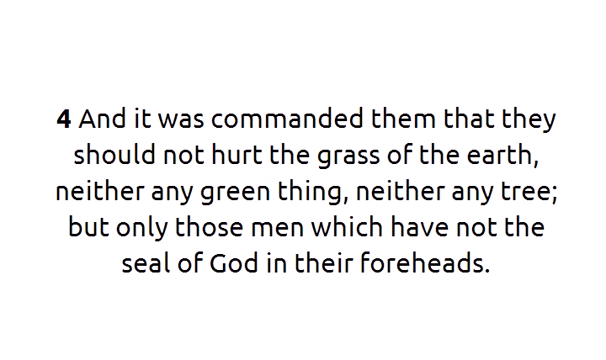 4 And it was commanded them that they
should not hurt the grass of the earth,
neither any green thing, neither any tree;
but only those men which have not the
seal of God in their foreheads.